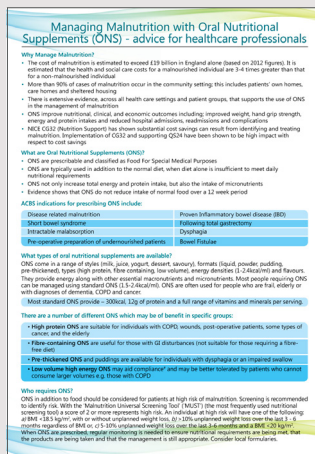 Managing Malnutrition with Oral Nutritional
Supplements (ONS) - advice for healthcare professionals
Why Manage Malnutrition?
• The cost of malnutrition is estimated to exceed £19 billion in England alone (based on 2012 figures). It is
estimated that the health and social care costs for a malnourished individual are 3-4 times greater than that
for a non-malnourished individual
• More than 90% of cases of malnutrition occur in the community setting; this includes patients' own homes,
care homes and sheltered housing
• There is extensive evidence, across all health settings and patient groups, that supports the use of ONS
in the management of malnutrition
• ONS improve nutritional, clinical, and economic outcomes including; improved weight, hand grip strength,
energy and protein intakes and reduced hospital admissions, readmissions and complications
• NICE CG32 (Nutrition Support) has shown substantial cost savings can result from identifying and treating
malnutrition. Implementation of CG32 and supporting QS24 have been shown to be high impact with
respect to cost savings
What are Oral Nutritional Supplements (ONS)?
• ONS are prescribable and classified as Food For Special Medical Purposes
• ONS are typically used in addition to the normal diet, when diet alone is insufficient to meet daily
nutritional requirements
• ONS not only increase total energy and protein intake, but also the intake of micronutrients
• Evidence shows that ONS do not reduce intake of normal food over a 12 week period
ACBS indications for prescribing ONS include:
Disease related malnutrition
Proven Inflammatory bowel disease (IBD)
Short bowel syndrome
Following total gastrectomy
Intractable malabsorption
Dysphagia
Pre-operative preparation of undernourished patients
Bowel Fistulae
What types of oral nutritional supplements are available?
ONS come in a range of styles (milk, juice, yogurt, dessert, savoury), formats (liquid, powder, pudding,
pre-thickened), types (high protein, fibre containing, low volume), energy densities (1-2.4kcal/ml) and flavours.
They provide energy along with other essential macronutrients and micronutrients. Most people requiring ONS
can be managed using standard ONS (1.5-2.4kcal/ml). ONS are often used for people who are frail, elderly or
with diagnoses of dementia, COPD and cancer.
Most standard ONS provide ~ 300kcal, 12g of protein and a full range of vitamins and minerals per serving.
There are a number of different ONS which may be of benefit in specific groups:
• High protein ONS are suitable for individuals with COPD, wounds, post-operative patients, some types of
cancer, and the elderly
• Fibre-containing ONS are useful for those with GI disturbances (not suitable for those requiring a fibre-
free diet)
• Pre-thickened ONS and puddings are available for individuals with dysphagia or an impaired swallow
• Low volume high energy ONS may aid compliance and may be better tolerated by patients who cannot
consume larger volumes e.g. those with COPD
Who requires ONS?
ONS in addition to food should be considered for patients at high risk of malnutrition. Screening is recommended
to identify risk. With the 'Malnutrition Universal Screening Tool' ('MUST') (the most frequently used nutritional
screening tool) a score of 2 or more represents high risk. An individual at high risk will have one of the following:
a/ BMI <18.5 kg/m², with or without unplanned weight loss, b/ >10% unplanned weight loss over the last 3 - 6
months regardless of BMI or, c/ 5-10% unplanned weight loss over the last 3-6 months and a BMI <20 kg/m².
When ONS are prescribed, regular monitoring is needed to ensure nutritional requirements are being met, that
the products are being taken and that the management is still appropriate. Consider local formularies.